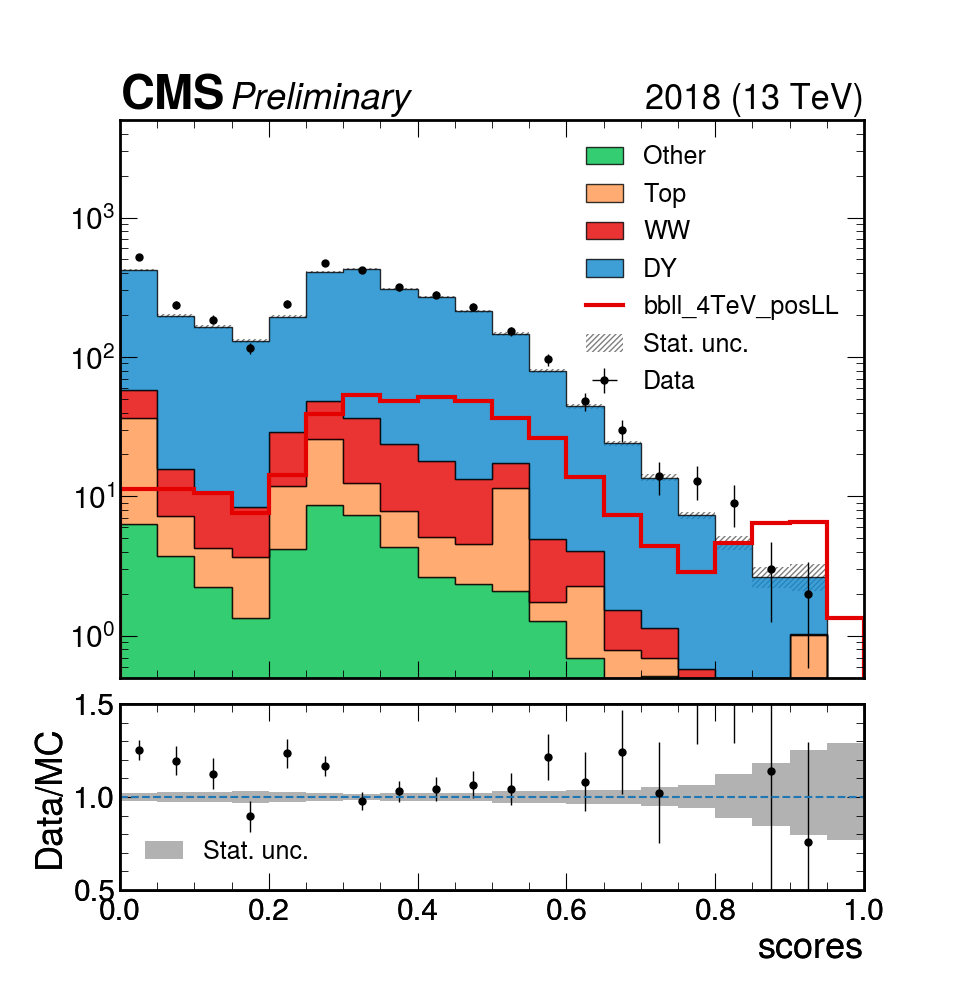 CMS Preliminary 2018 (13 TeV)
Other
Top
WW
DY
bbll_4TeV_posLL
Stat. unc.
Data
10³
10²
10¹
10⁰
1.5
1.0
0.5
Data/MC
Stat. unc.
0.0 0.2 0.4 0.6 0.8 1.0
scores